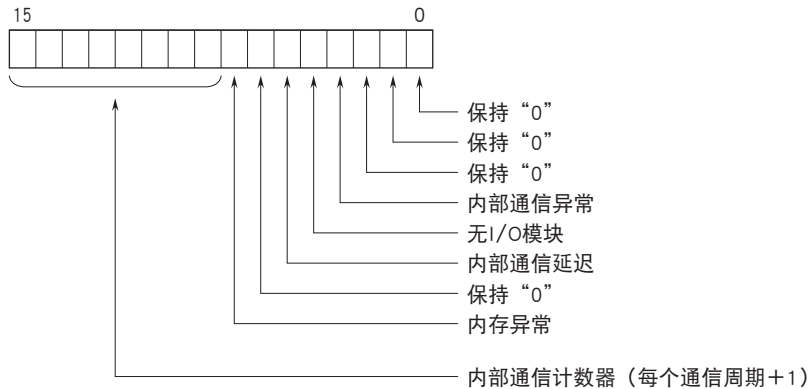 15 0
保持“0”
保持“0”
保持“0”
内部通信异常
无I/O模块
内部通信延迟
保持“0”
内存异常
内部通信计数器（每个通信周期＋1）